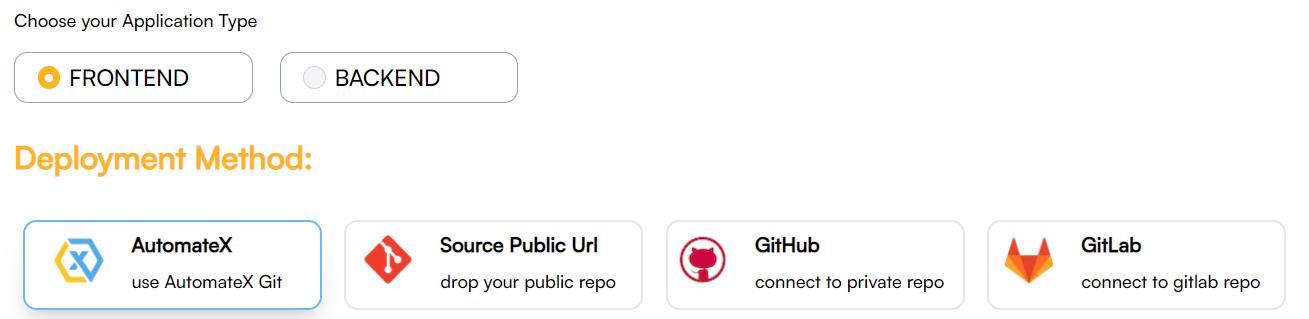 Choose your Application Type
FRONTEND
BACKEND
Deployment Method:
AutomateX
use AutomateX Git
Source Public Url
drop your public repo
GitHub
connect to private repo
GitLab
connect to gitlab repo